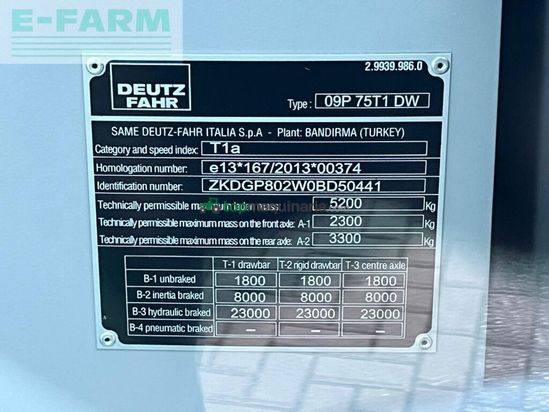 E-FARM
2.9939.986.0
DEUTZ
FAHR
Type: 09P 75T1 DW
SAME DEUTZ-FAHR ITALIA S.p.A - Plant: BANDIRMA (TURKEY)
Category and speed index: T1a
Homologation number: e13*167/2013*00374
Identification number: ZKDGP802W0BD50441
Technically permissible maximum laden mass: 5200 Kg
Technically permissible maximum mass on the front axle: A-1 2300 Kg
Technically permissible maximum mass on the rear axle: A-2 3300 Kg
T-1 drawbar T-2 rigid drawbar T-3 centre axle
B-1 unbraked 1800 1800 1800
B-2 inertia braked 8000 8000 8000
B-3 hydraulic braked 23000 23000 23000
B-4 pneumatic braked – – –
Kg